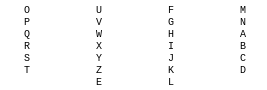 O U F M
P V G N
Q W H A
R X I B
S Y J C
T Z K D
E L